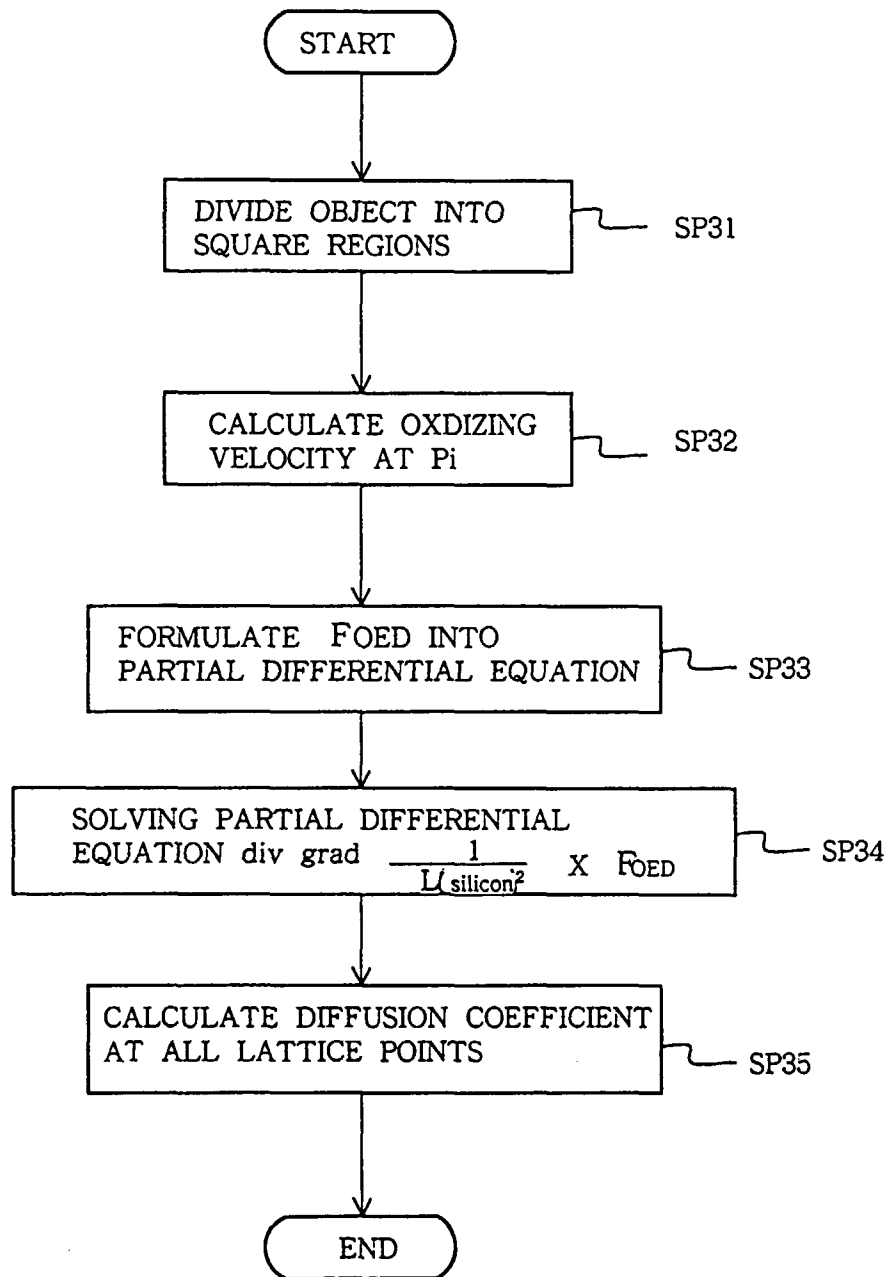 START
DIVIDE OBJECT INTO
SQUARE REGIONS
SP31
CALCULATE OXDIZING
VELOCITY AT Pi
SP32
FORMULATE FOED INTO
PARTIAL DIFFERENTIAL EQUATION
SP33
SOLVING PARTIAL DIFFERENTIAL
EQUATION div grad 1 / L(silicon)² X FOED
SP34
CALCULATE DIFFUSION COEFFICIENT
AT ALL LATTICE POINTS
SP35
END